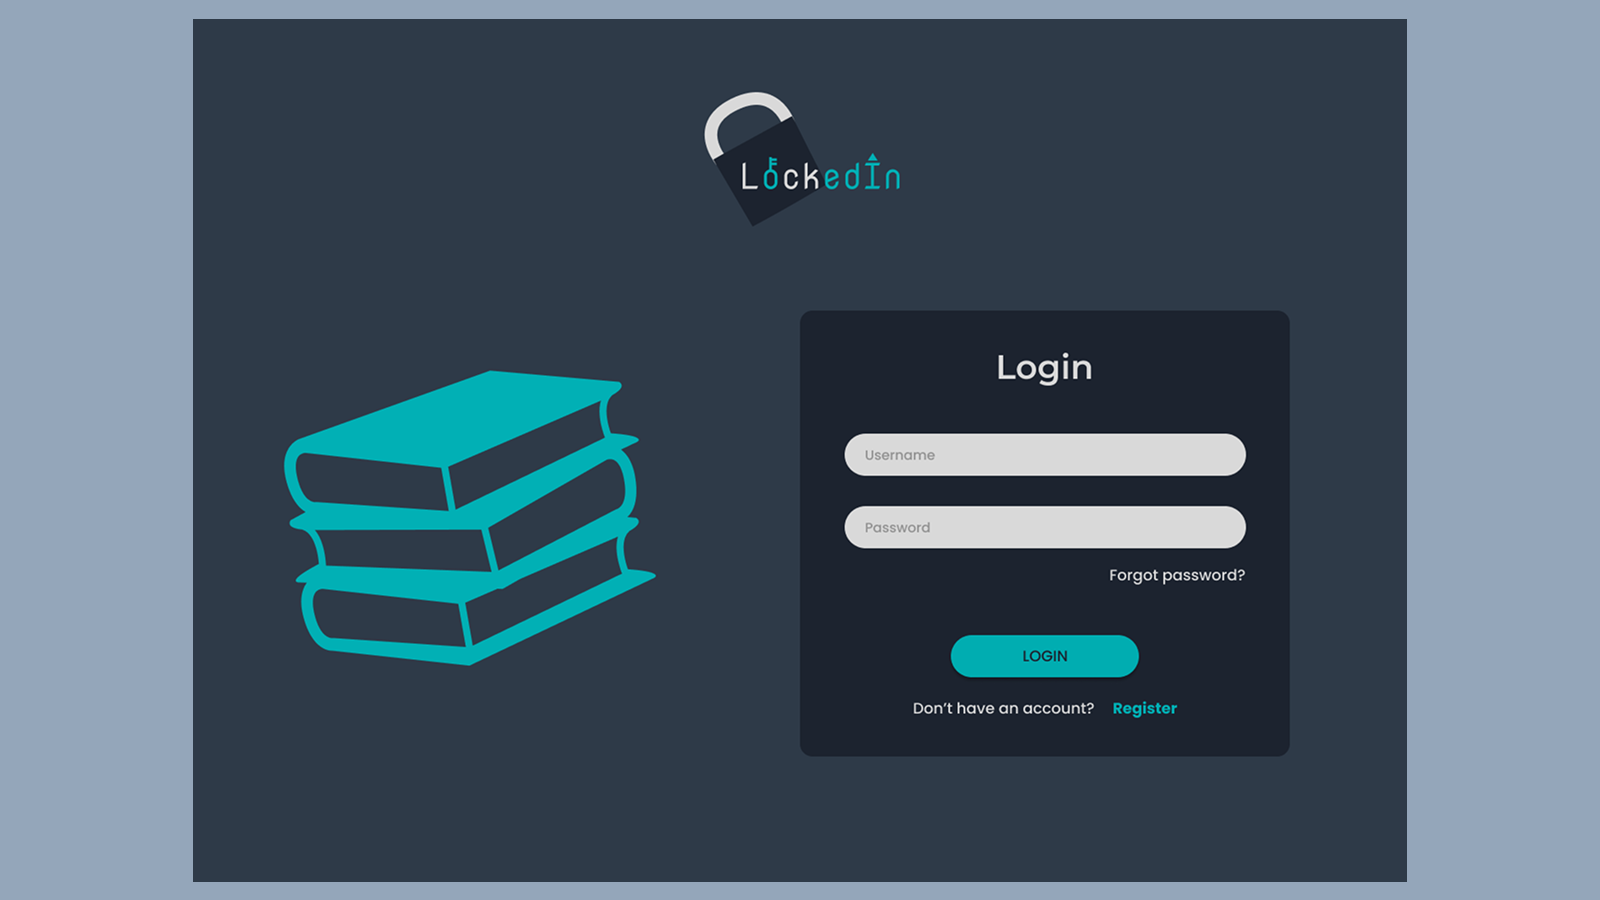 LockedIn
Login
Username
Password
Forgot password?
LOGIN
Don’t have an account? Register